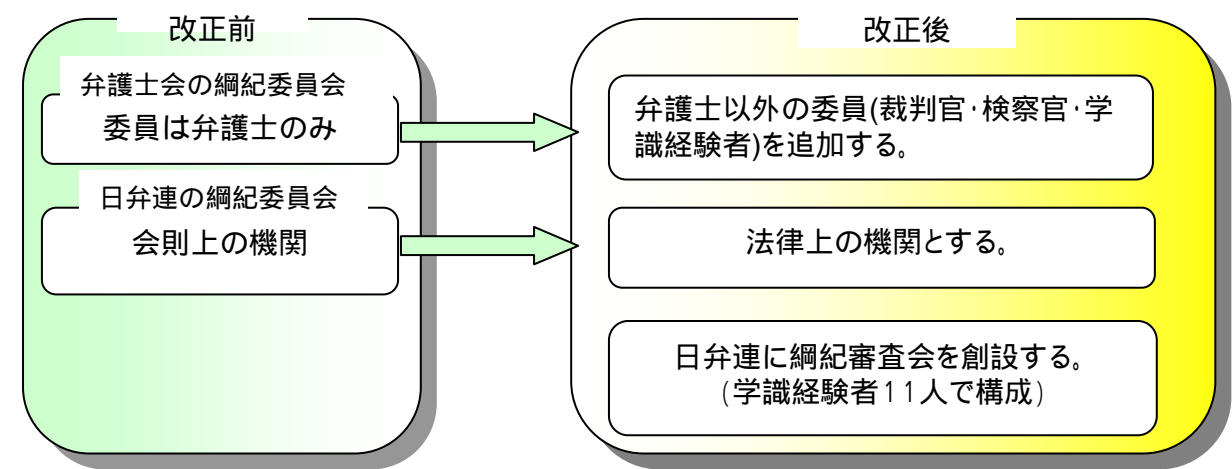 改正前
弁護士会の綱紀委員会
委員は弁護士のみ
日弁連の綱紀委員会
会則上の機関
改正後
弁護士以外の委員(裁判官・検察官・学
識経験者)を追加する。
法律上の機関とする。
日弁連に綱紀審査会を創設する。
(学識経験者11人で構成)